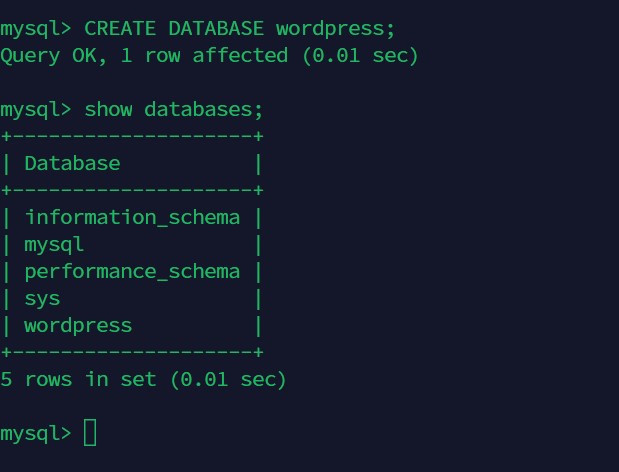 mysql> CREATE DATABASE wordpress;
Query OK, 1 row affected (0.01 sec)

mysql> show databases;
+--------------------+
| Database           |
+--------------------+
| information_schema |
| mysql              |
| performance_schema |
| sys                |
| wordpress          |
+--------------------+
5 rows in set (0.01 sec)

mysql>